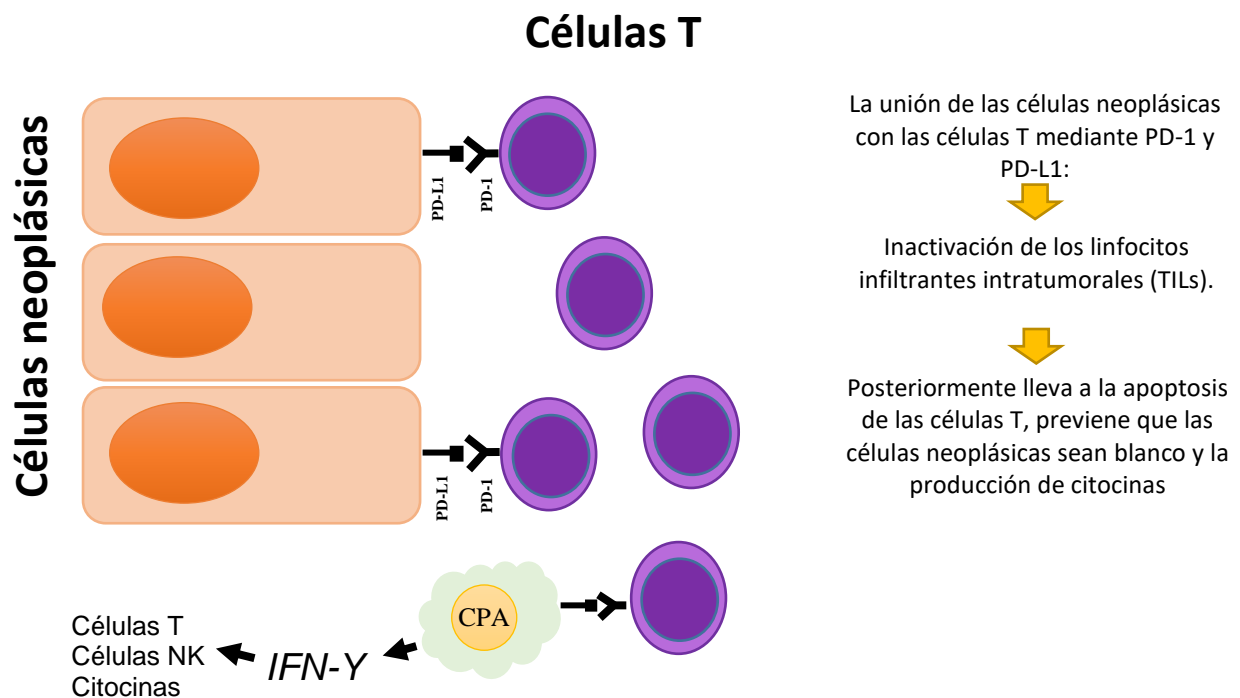 Células T
Células neoplásicas
PD-L1
PD-1
PD-L1
PD-1
La unión de las células neoplásicas
con las células T mediante PD-1 y
PD-L1:
Inactivación de los linfocitos
infiltrantes intratumorales (TILs).
Posteriormente lleva a la apoptosis
de las células T, previene que las
células neoplásicas sean blanco y la
producción de citocinas
CPA
IFN-Y
Células T
Células NK
Citocinas